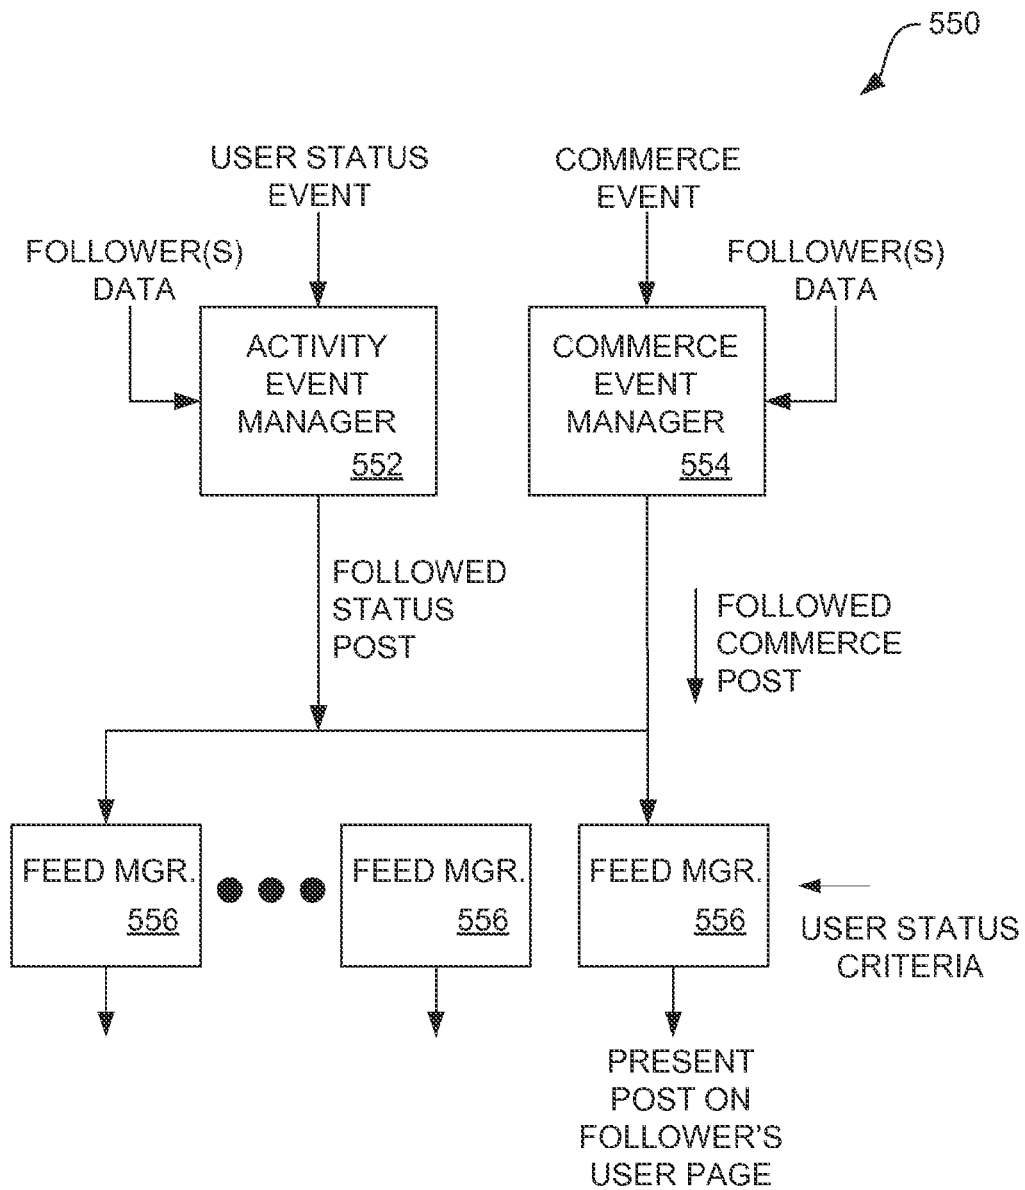 550
USER STATUS
EVENT
COMMERCE
EVENT
FOLLOWER(S)
DATA
FOLLOWER(S)
DATA
ACTIVITY
EVENT
MANAGER
552
COMMERCE
EVENT
MANAGER
554
FOLLOWED
STATUS
POST
FOLLOWED
COMMERCE
POST
FEED MGR.
556
FEED MGR.
556
FEED MGR.
556
USER STATUS
CRITERIA
PRESENT
POST ON
FOLLOWER'S
USER PAGE